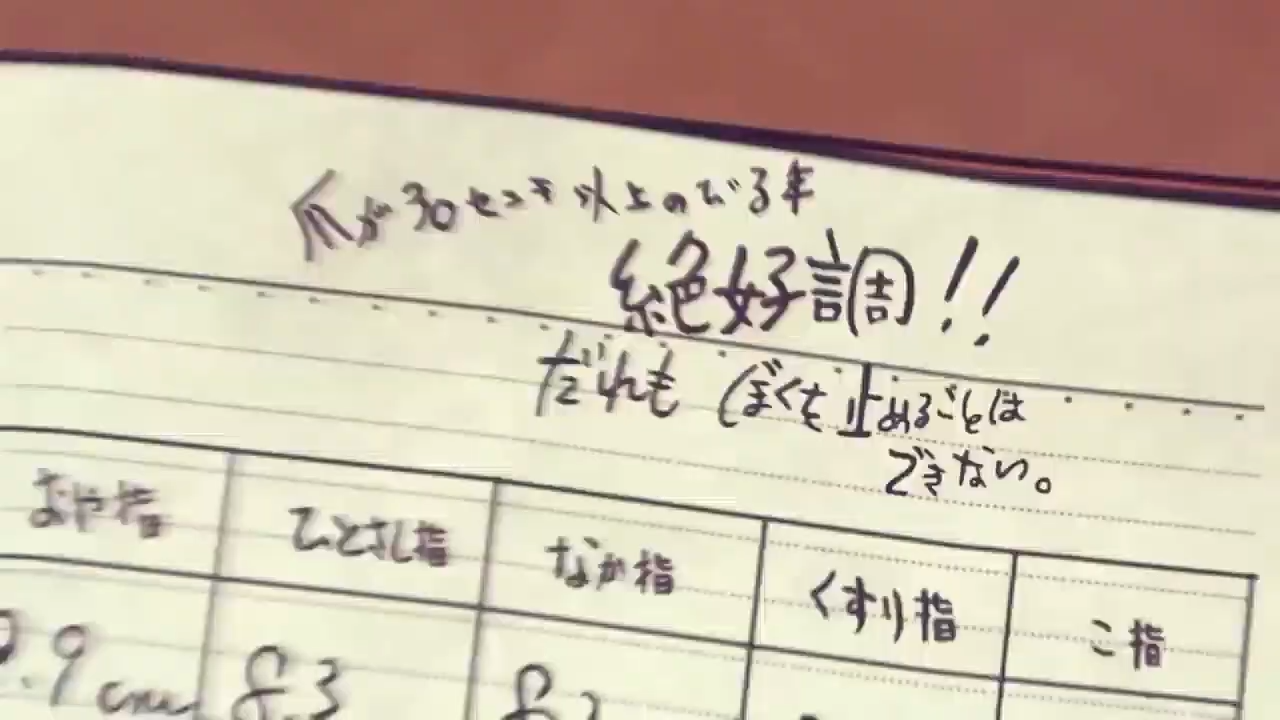 爪が30センチ以上のびる年
絶好調!!
だれも ぼくを止めることは
できない。
おや指 ひとさし指 なか指 くすり指 こ指
.9cm 8.3